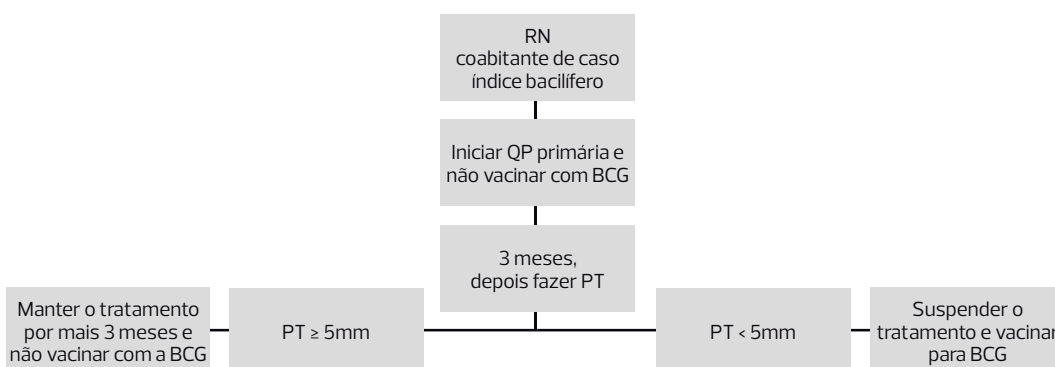 RN
coabitante de caso
índice bacilífero
Iniciar QP primária e
não vacinar com BCG
3 meses,
depois fazer PT
Manter o tratamento
por mais 3 meses e
não vacinar com a BCG
PT ≥ 5mm
PT < 5mm
Suspender o
tratamento e vacinar
para BCG